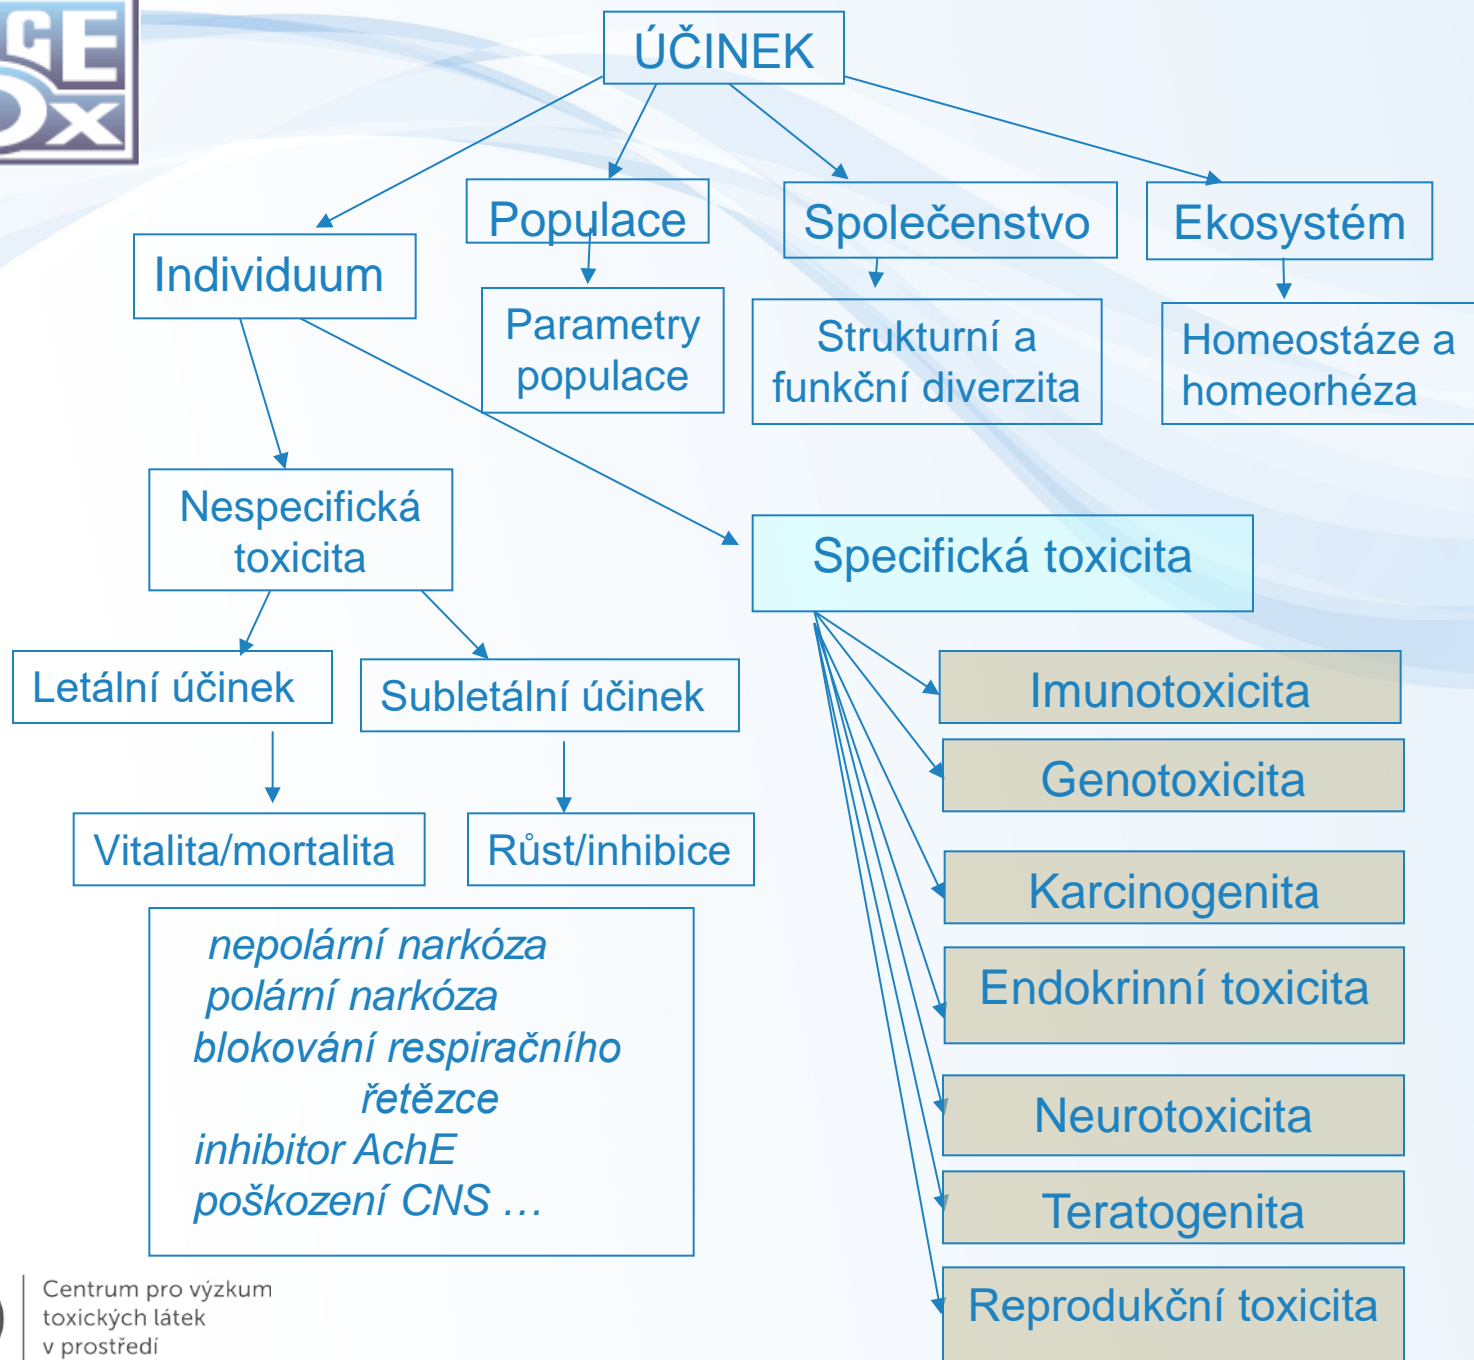 ÚČINEK
Populace
Společenstvo
Ekosystém
Individuum
Parametry
populace
Strukturní a
funkční diverzita
Homeostáze a
homeorhéza
Nespecifická
toxicita
Specifická toxicita
Letální účinek
Subletální účinek
Vitalita/mortalita
Růst/inhibice
nepolární narkóza
polární narkóza
blokování respiračního
řetězce
inhibitor AchE
poškození CNS …
Imunotoxicita
Genotoxicita
Karcinogenita
Endokrinní toxicita
Neurotoxicita
Teratogenita
Reprodukční toxicita
Centrum pro výzkum
toxických látek
v prostředí